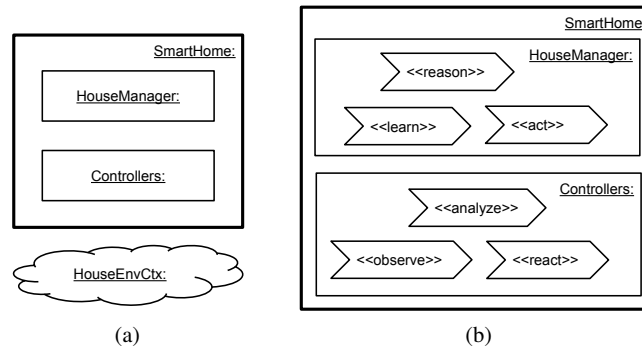 SmartHome:
HouseManager:
Controllers:
HouseEnvCtx:
(a)
SmartHome:
HouseManager:
<<reason>>
<<learn>>
<<act>>
Controllers:
<<analyze>>
<<observe>>
<<react>>
(b)